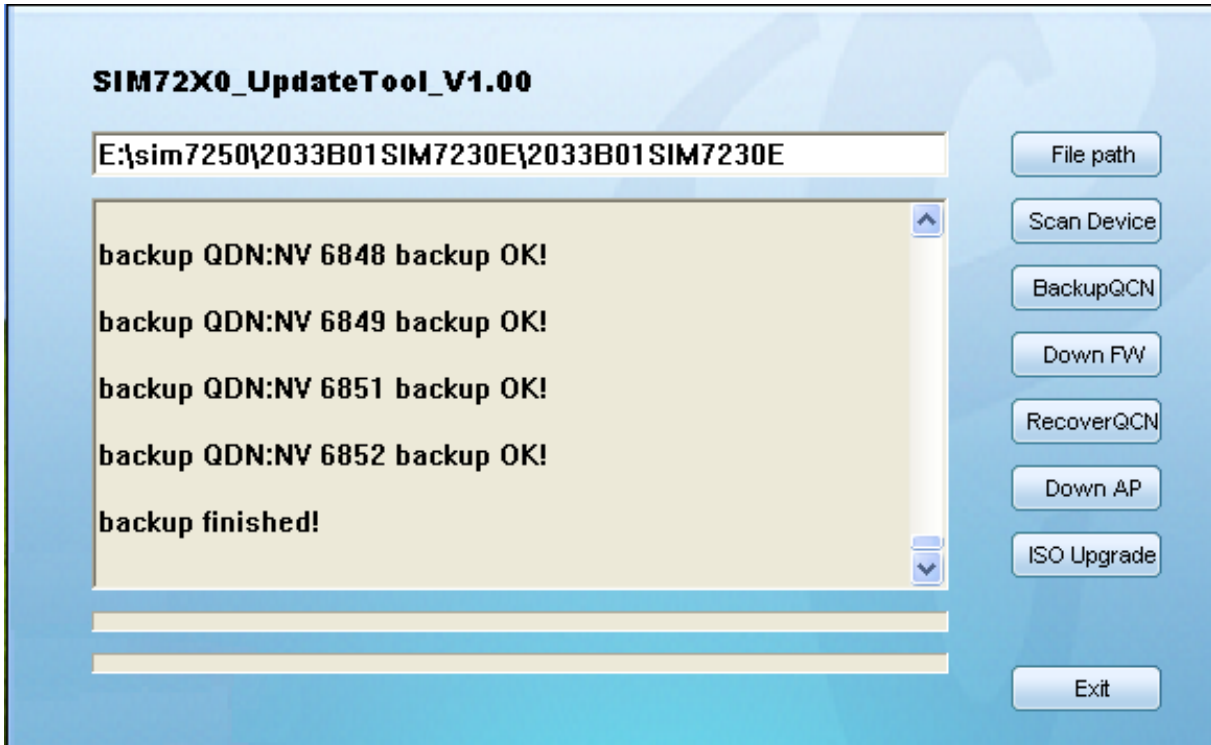 SIM72X0_UpdateTool_V1.00
E:\sim7250\2033B01SIM7230E\2033B01SIM7230E
File path
Scan Device
backup QDN:NV 6848 backup OK!
BackupQCN
backup QDN:NV 6849 backup OK!
Down FW
backup QDN:NV 6851 backup OK!
RecoverQCN
backup QDN:NV 6852 backup OK!
Down AP
backup finished!
ISO Upgrade
Exit